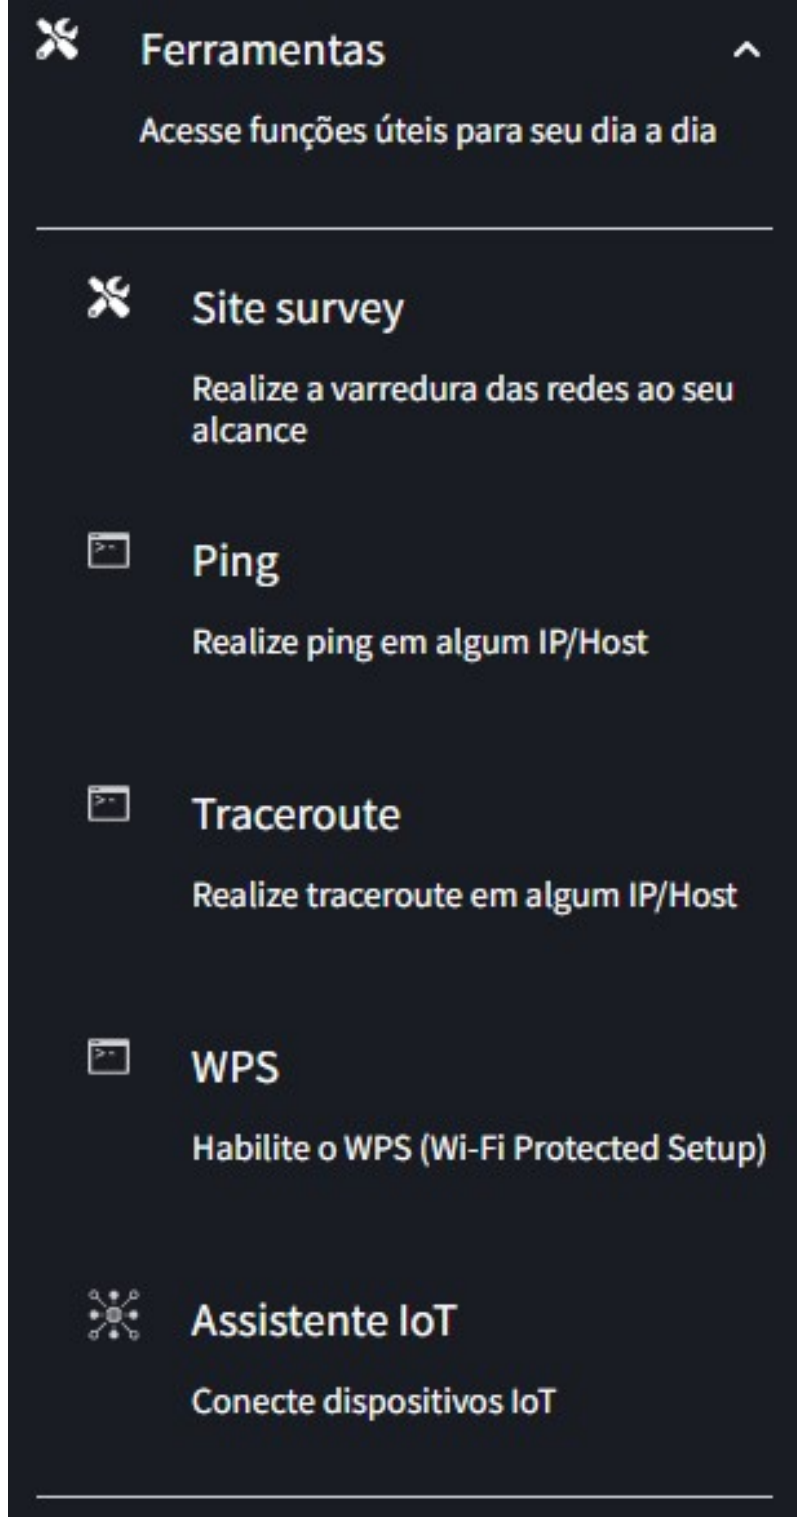 Ferramentas
Acesse funções úteis para seu dia a dia
Site survey
Realize a varredura das redes ao seu
alcance
Ping
Realize ping em algum IP/Host
Traceroute
Realize traceroute em algum IP/Host
WPS
Habilite o WPS (Wi-Fi Protected Setup)
Assistente IoT
Conecte dispositivos IoT